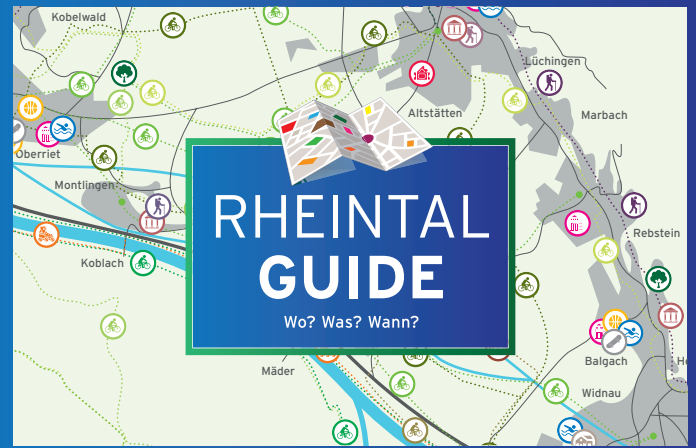 Kobelwald
Lüchingen
Altstätten
Marbach
Oberriet
Montlingen
RHEINTAL
GUIDE
Wo? Was? Wann?
Rebstein
Koblach
Mäder
Balgach
Widnau